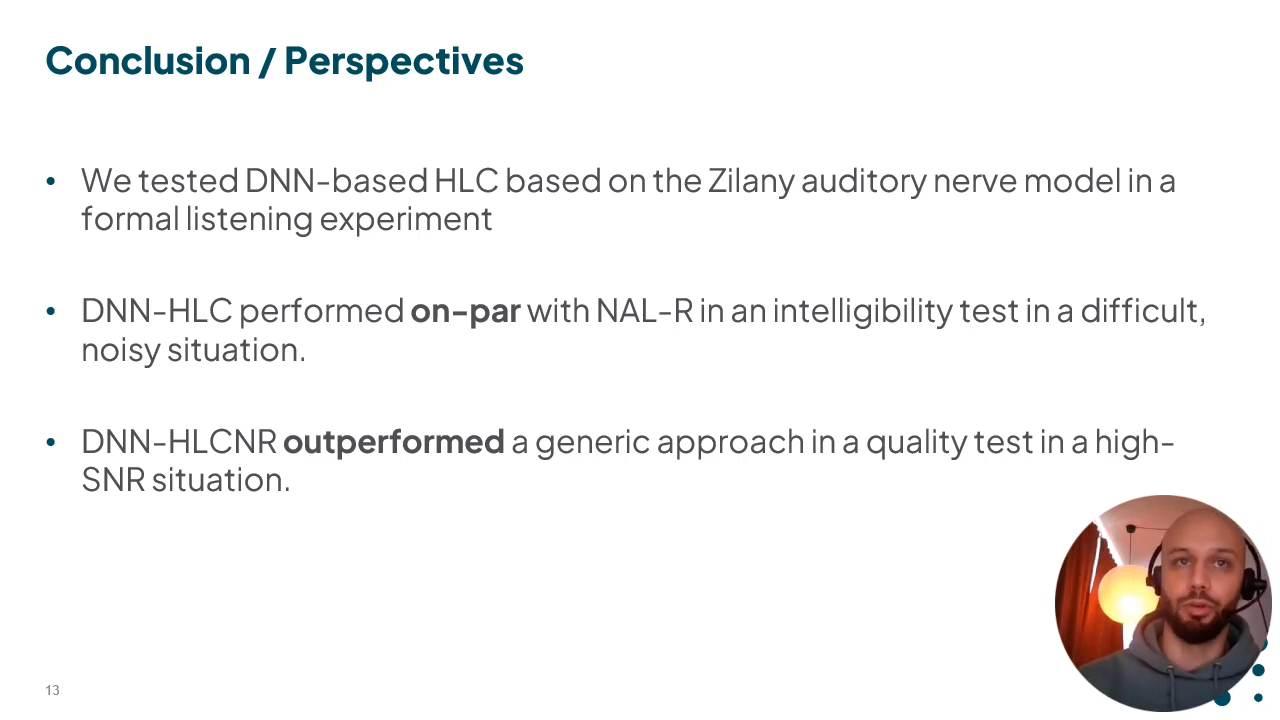 Conclusion / Perspectives
• We tested DNN-based HLC based on the Zilany auditory nerve model in a
formal listening experiment
• DNN-HLC performed on-par with NAL-R in an intelligibility test in a difficult,
noisy situation.
• DNN-HLCNR outperformed a generic approach in a quality test in a high-
SNR situation.
13